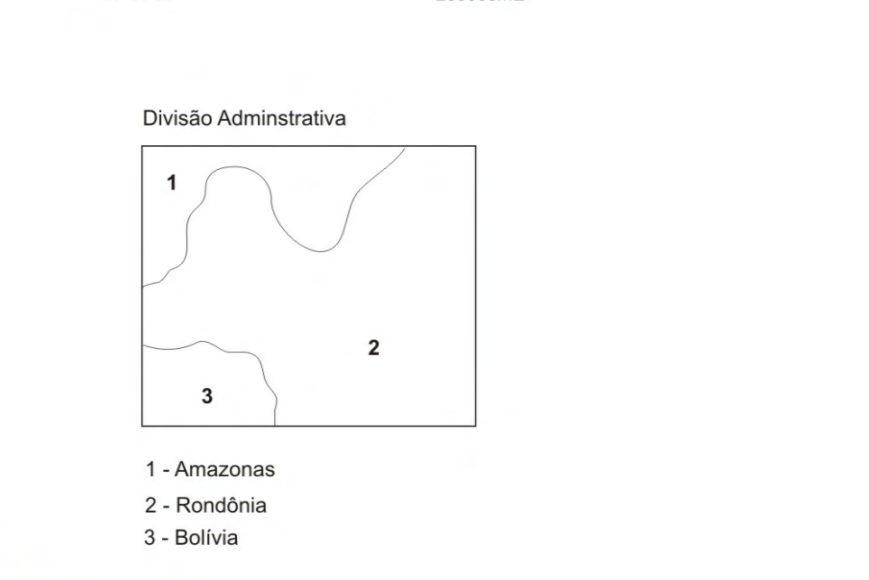 Divisão Adminstrativa
1
2
3
1 - Amazonas
2 - Rondônia
3 - Bolívia